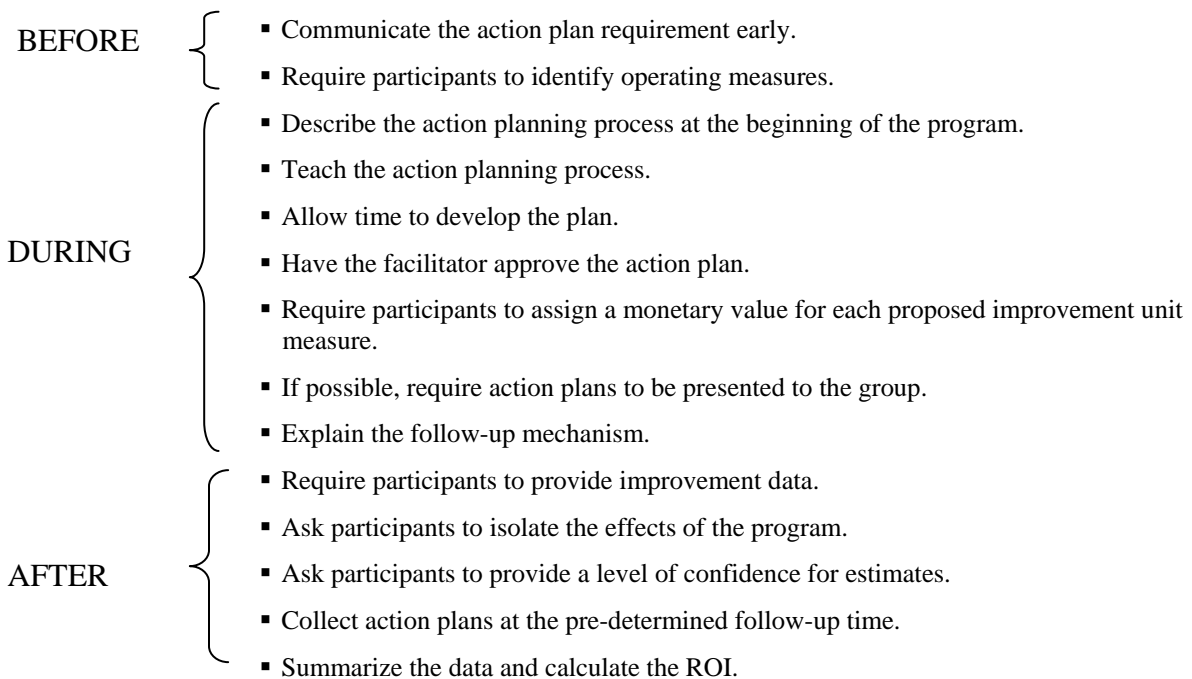 BEFORE
▪ Communicate the action plan requirement early.
▪ Require participants to identify operating measures.
DURING
▪ Describe the action planning process at the beginning of the program.
▪ Teach the action planning process.
▪ Allow time to develop the plan.
▪ Have the facilitator approve the action plan.
▪ Require participants to assign a monetary value for each proposed improvement unit
measure.
▪ If possible, require action plans to be presented to the group.
▪ Explain the follow-up mechanism.
AFTER
▪ Require participants to provide improvement data.
▪ Ask participants to isolate the effects of the program.
▪ Ask participants to provide a level of confidence for estimates.
▪ Collect action plans at the pre-determined follow-up time.
▪ Summarize the data and calculate the ROI.